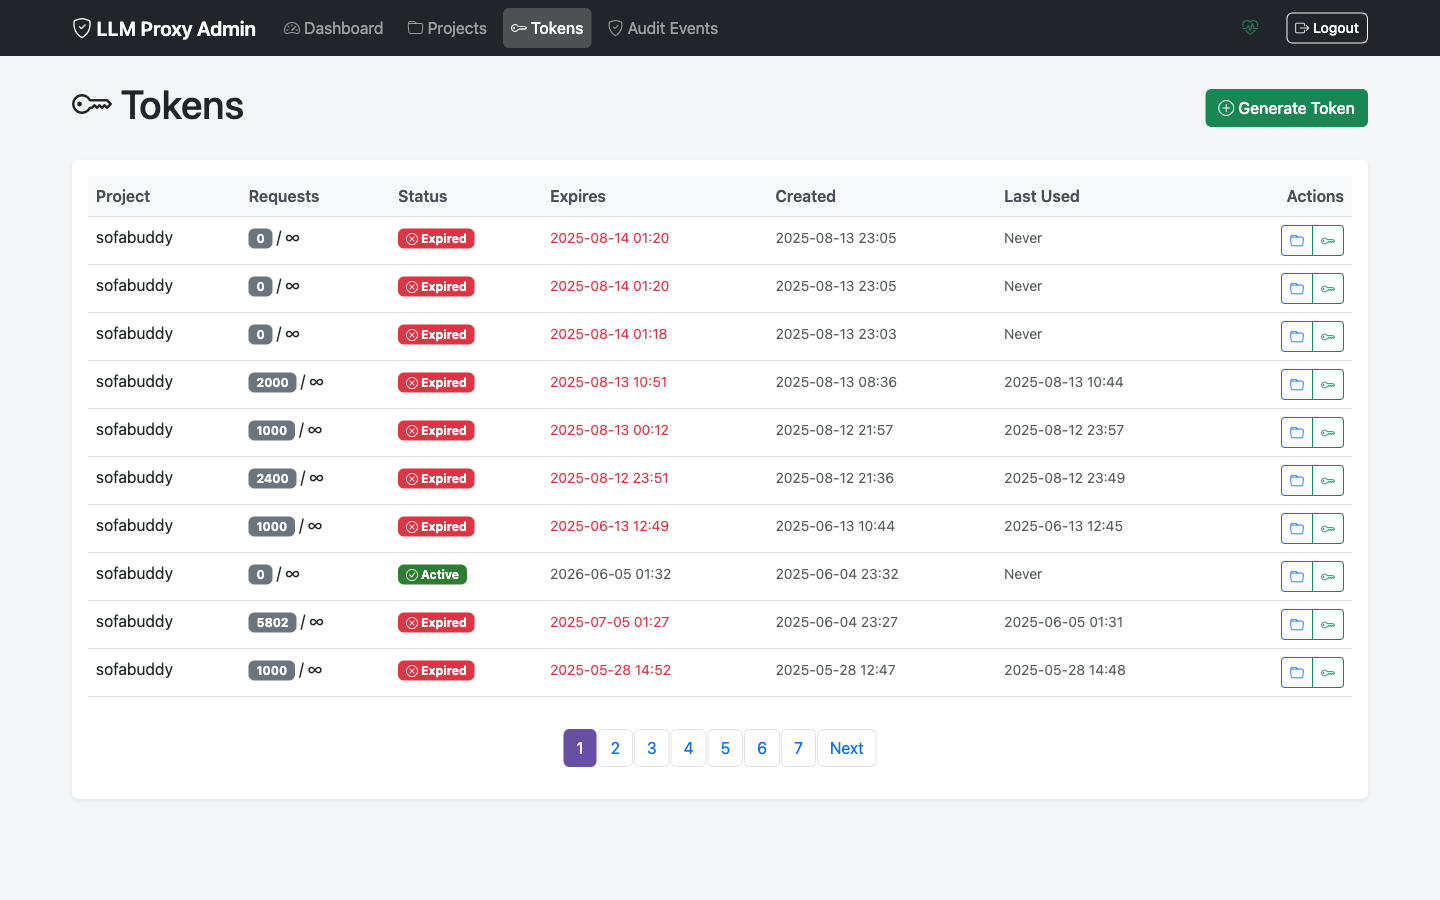 LLM Proxy Admin Dashboard Projects Tokens Audit Events Logout
Tokens
Generate Token
Project Requests Status Expires Created Last Used Actions
sofabuddy 0 / ∞ Expired 2025-08-14 01:20 2025-08-13 23:05 Never
sofabuddy 0 / ∞ Expired 2025-08-14 01:20 2025-08-13 23:05 Never
sofabuddy 0 / ∞ Expired 2025-08-14 01:18 2025-08-13 23:03 Never
sofabuddy 2000 / ∞ Expired 2025-08-13 10:51 2025-08-13 08:36 2025-08-13 10:44
sofabuddy 1000 / ∞ Expired 2025-08-13 00:12 2025-08-12 21:57 2025-08-12 23:57
sofabuddy 2400 / ∞ Expired 2025-08-12 23:51 2025-08-12 21:36 2025-08-12 23:49
sofabuddy 1000 / ∞ Expired 2025-06-13 12:49 2025-06-13 10:44 2025-06-13 12:45
sofabuddy 0 / ∞ Active 2026-06-05 01:32 2025-06-04 23:32 Never
sofabuddy 5802 / ∞ Expired 2025-07-05 01:27 2025-06-04 23:27 2025-06-05 01:31
sofabuddy 1000 / ∞ Expired 2025-05-28 14:52 2025-05-28 12:47 2025-05-28 14:48
1 2 3 4 5 6 7 Next